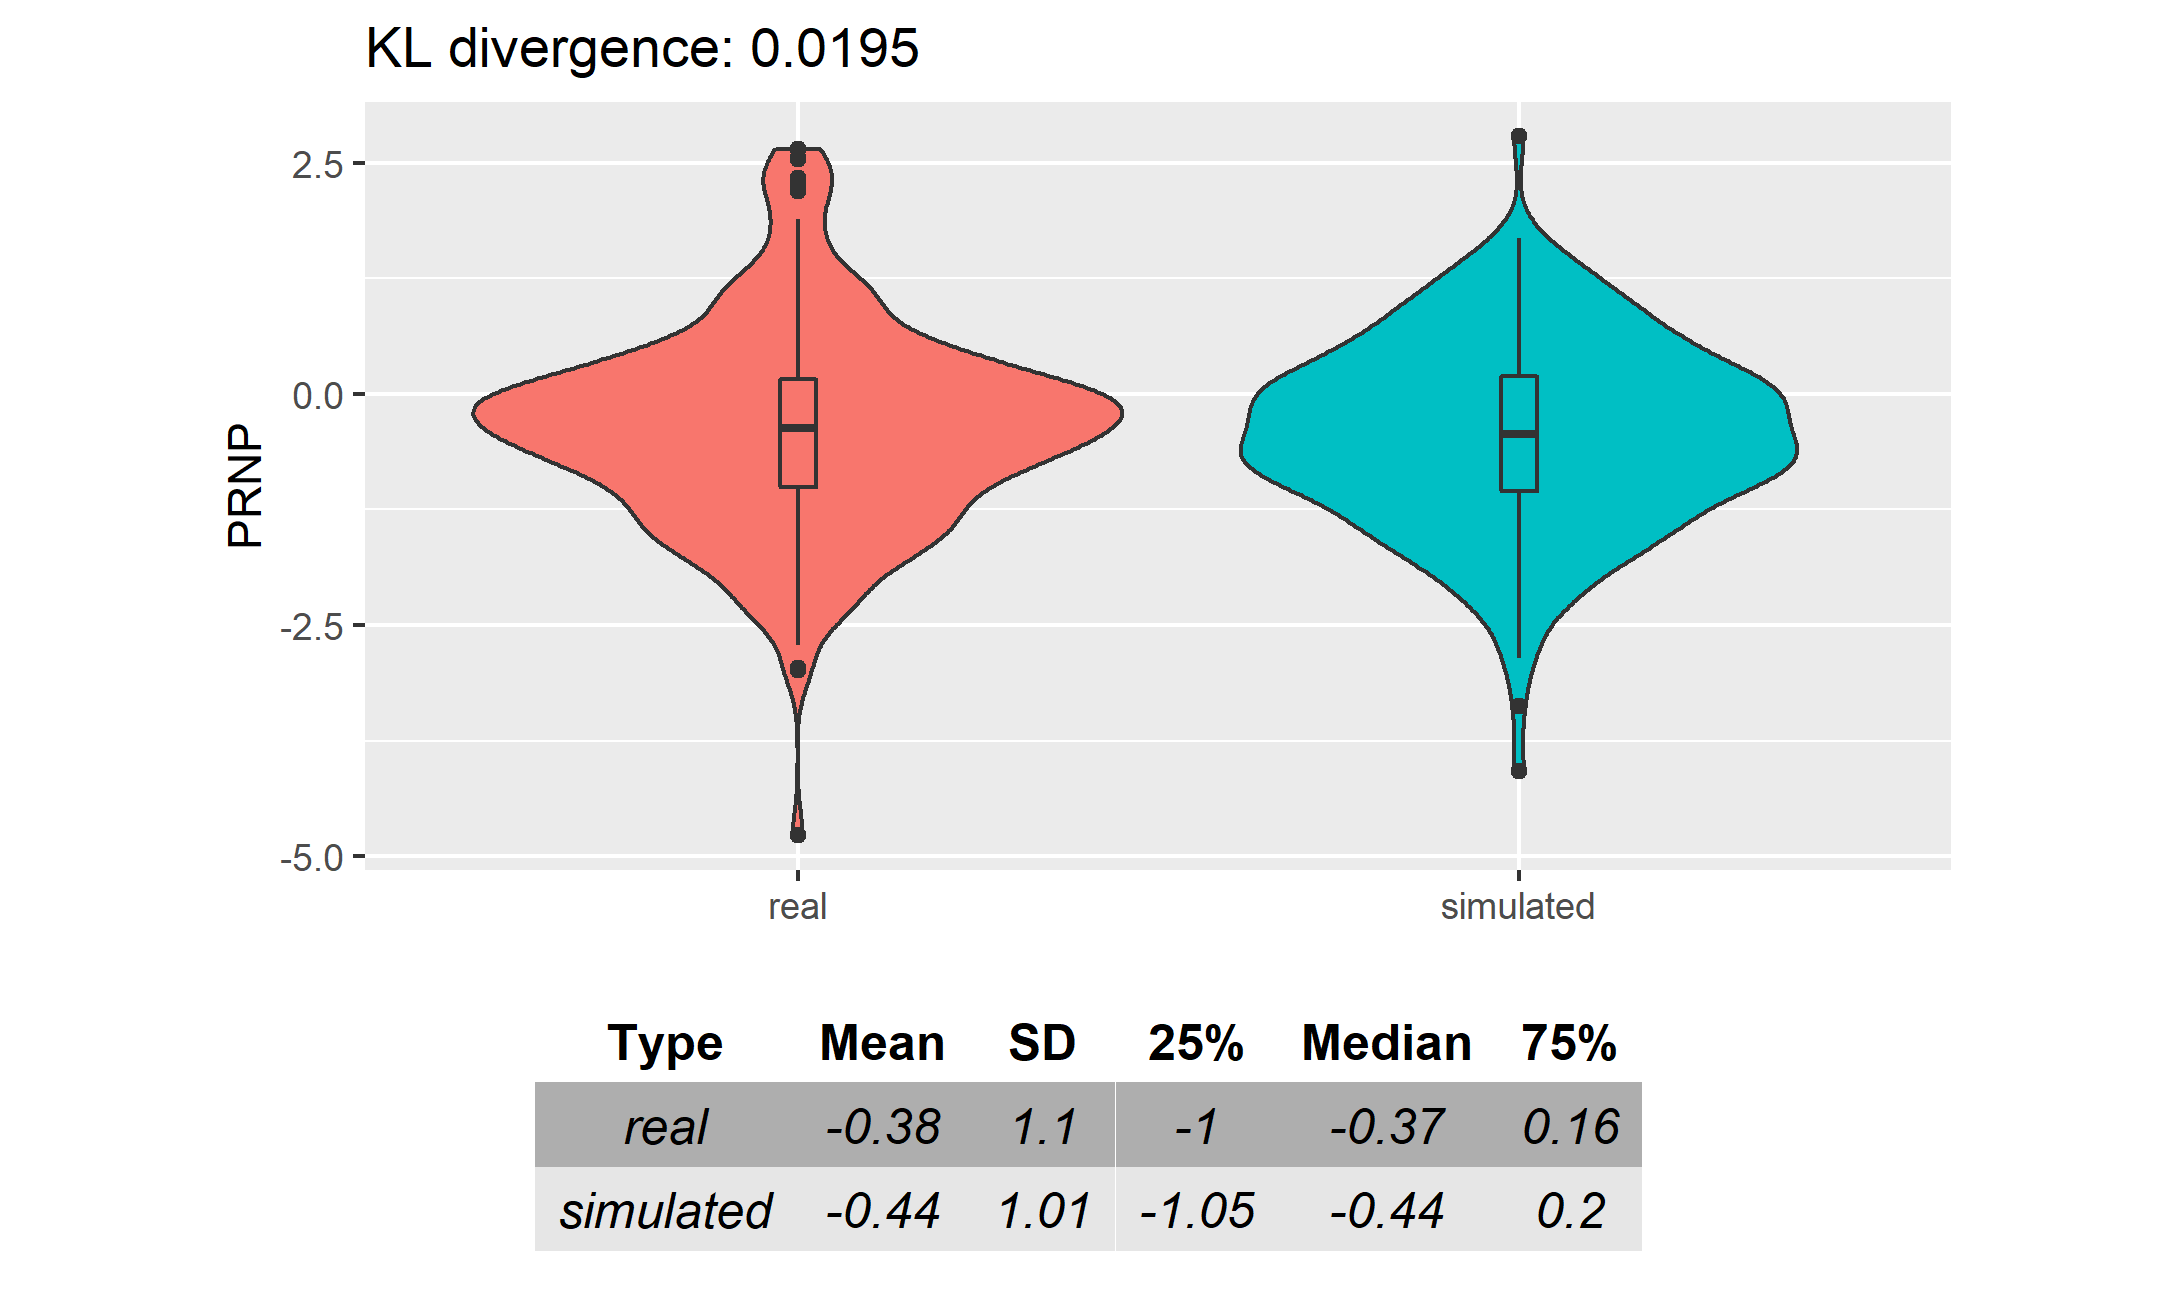 KL divergence: 0.0195
2.5
0.0
-2.5
-5.0
PRNP
real simulated
Type Mean SD 25% Median 75%
real -0.38 1.1 -1 -0.37 0.16
simulated -0.44 1.01 -1.05 -0.44 0.2